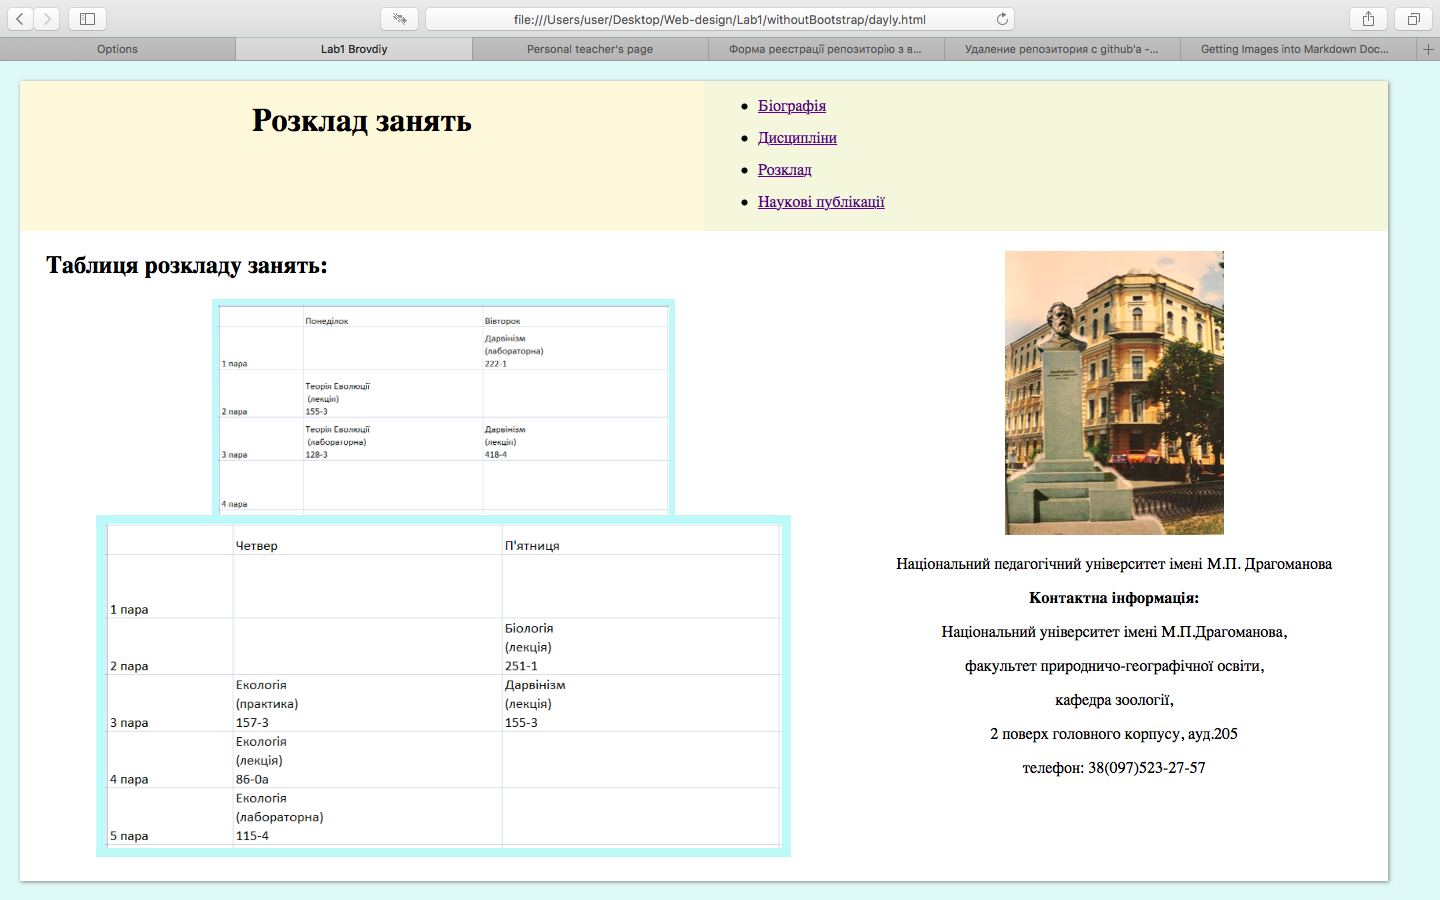 file:///Users/user/Desktop/Web-design/Lab1/withoutBootstrap/dayly.html
Options
Lab1 Brovdiy
Personal teacher's page
Форма реєстрації репозиторію з в...
Удаление репозитория с github'a -...
Getting Images into Markdown Doc...
Розклад занять
Біографія
Дисципліни
Розклад
Наукові публікації
Таблиця розкладу занять:
Понеділок Вівторок
Дарвінізм
(лабораторна)
1 пара 222-1
Теорія Еволюції
(лекція)
2 пара 155-3
Теорія Еволюції Дарвінізм
(лабораторна) (лекція)
3 пара 128-3 418-4
4 пара
Четвер П'ятниця
1 пара
Біологія
(лекція)
2 пара 251-1
Екологія Дарвінізм
(практика) (лекція)
3 пара 157-3 155-3
Екологія
(лекція)
4 пара 86-0а
Екологія
(лабораторна)
5 пара 115-4
Національний педагогічний університет імені М.П. Драгоманова
Контактна інформація:
Національний університет імені М.П.Драгоманова,
факультет природничо-географічної освіти,
кафедра зоології,
2 поверх головного корпусу, ауд.205
телефон: 38(097)523-27-57